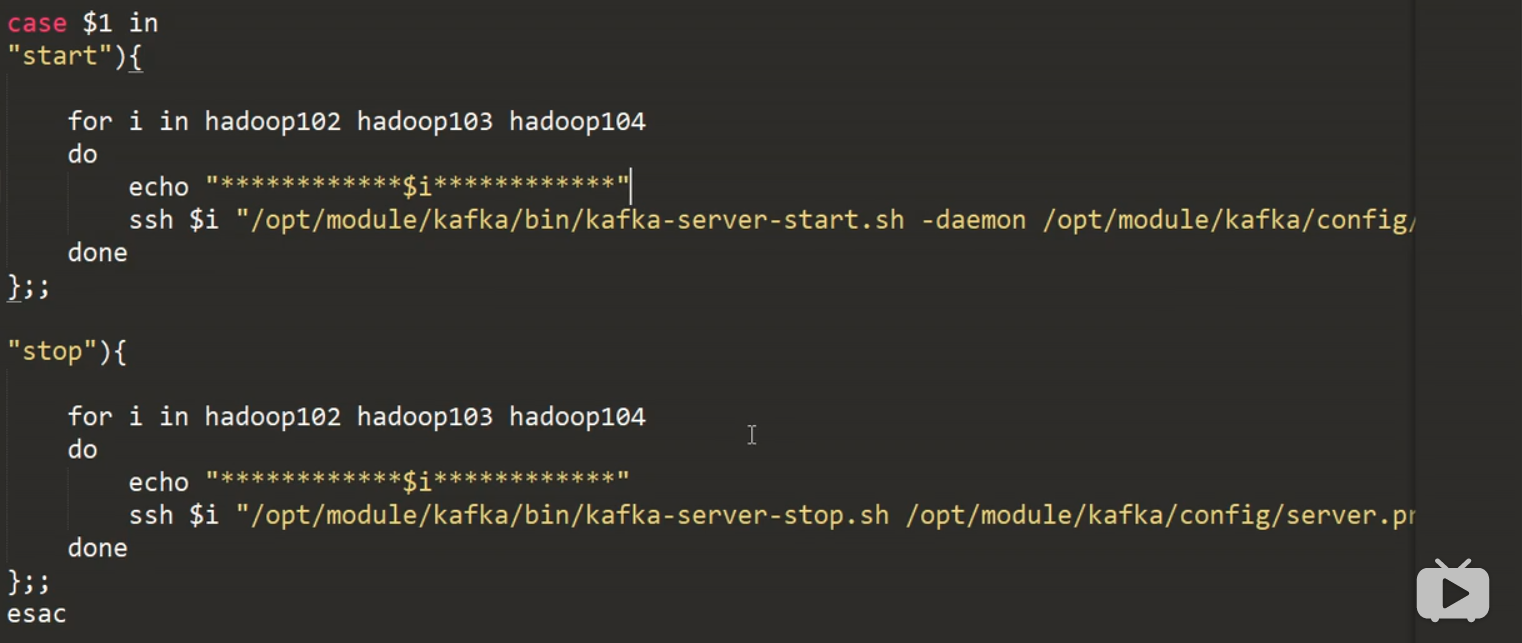 case $1 in
"start"){
for i in hadoop102 hadoop103 hadoop104
do
echo "************$i************"
ssh $i "/opt/module/kafka/bin/kafka-server-start.sh -daemon /opt/module/kafka/config/
done
};;
"stop"){
for i in hadoop102 hadoop103 hadoop104
do
echo "************$i************"
ssh $i "/opt/module/kafka/bin/kafka-server-stop.sh /opt/module/kafka/config/server.pr
done
};;
esac